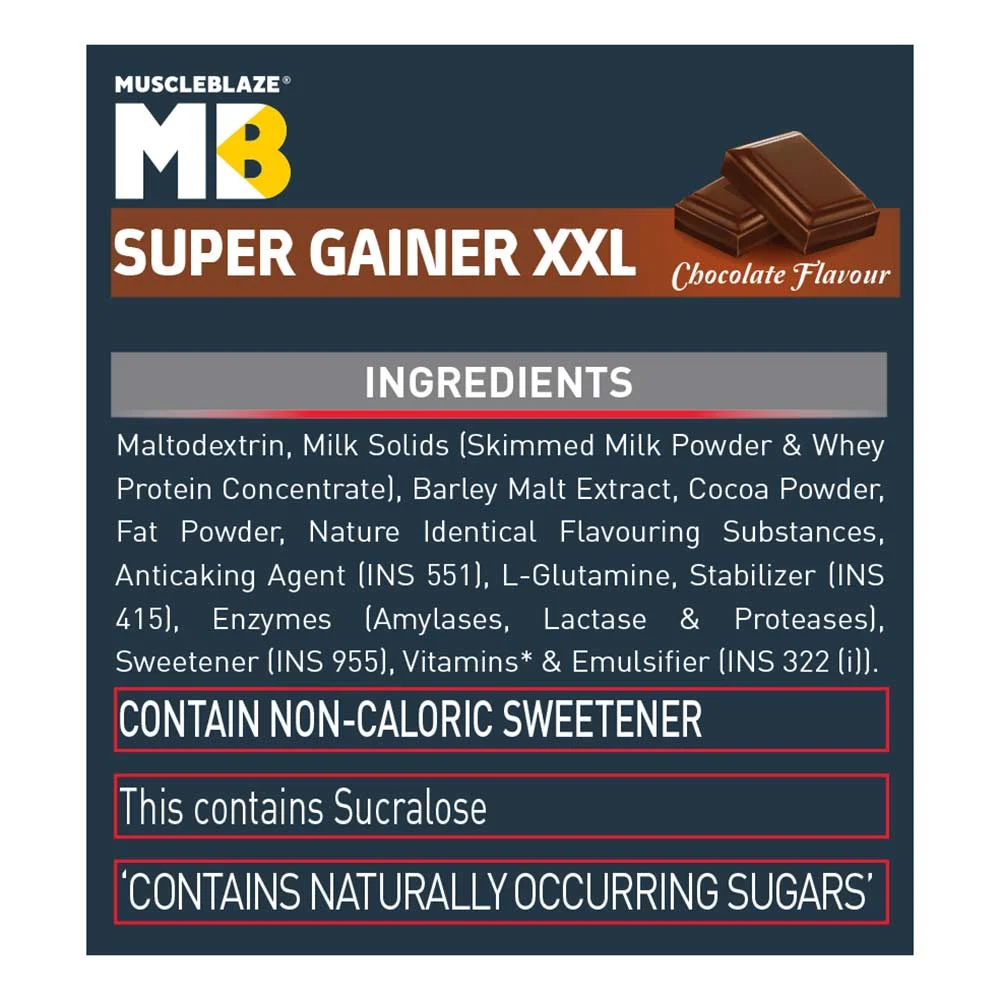 MUSCLEBLAZE®
MB
SUPER GAINER XXL
Chocolate Flavour
INGREDIENTS
Maltodextrin, Milk Solids (Skimmed Milk Powder & Whey
Protein Concentrate), Barley Malt Extract, Cocoa Powder,
Fat Powder, Nature Identical Flavouring Substances,
Anticaking Agent (INS 551), L-Glutamine, Stabilizer (INS
415), Enzymes (Amylases, Lactase & Proteases),
Sweetener (INS 955), Vitamins* & Emulsifier (INS 322 (i)).
CONTAIN NON-CALORIC SWEETENER
This contains Sucralose
‘CONTAINS NATURALLY OCCURRING SUGARS’